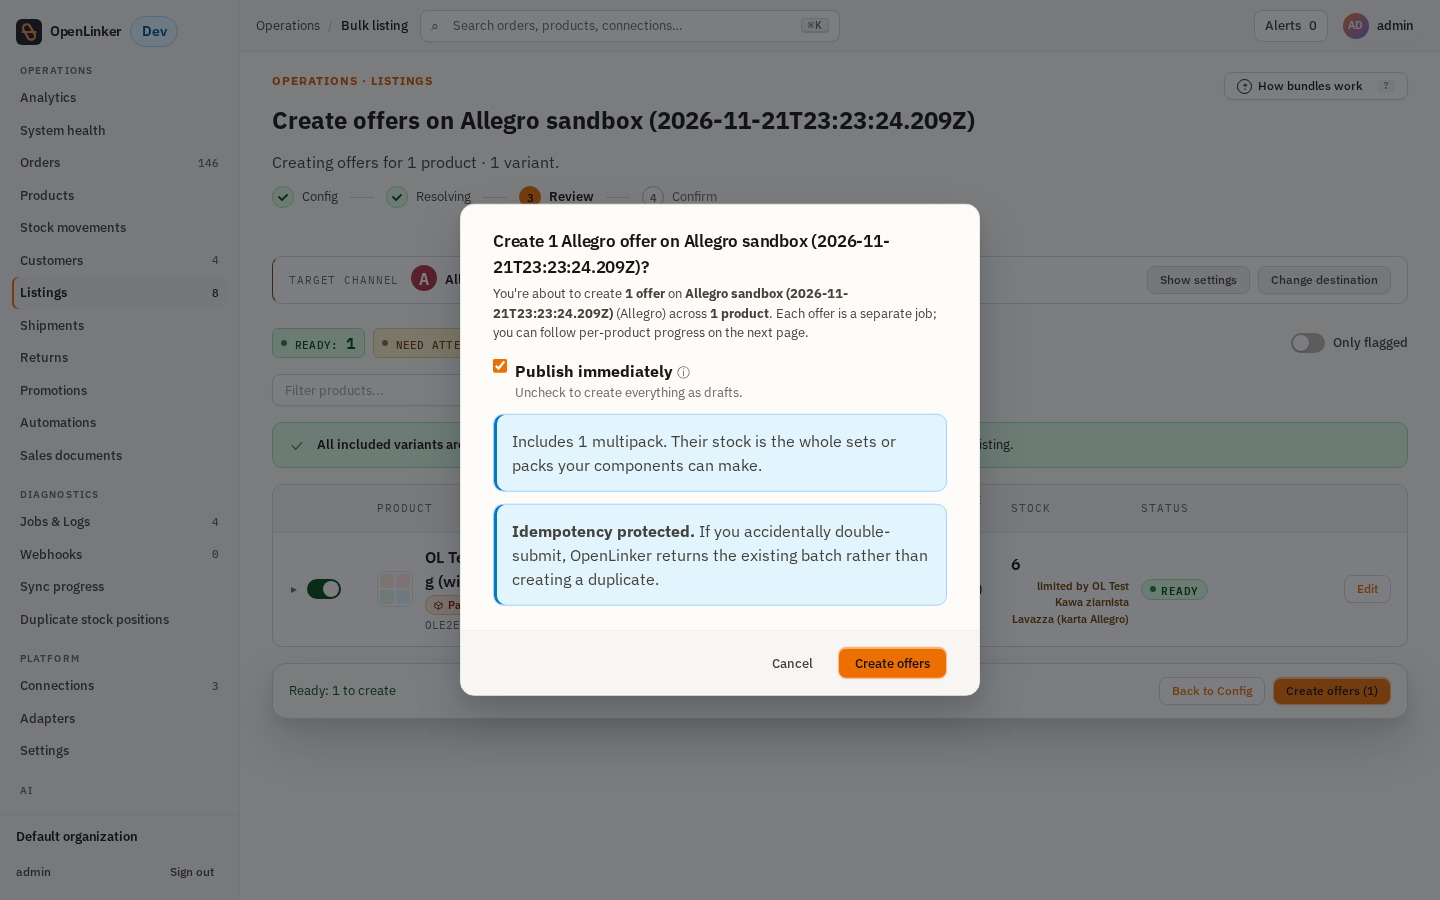 OpenLinker Dev
OPERATIONS
Analytics
System health
Orders 146
Products
Stock movements
Customers 4
Listings 8
Shipments
Returns
Promotions
Automations
Sales documents
DIAGNOSTICS
Jobs & Logs 4
Webhooks 0
Sync progress
Duplicate stock positions
PLATFORM
Connections 3
Adapters
Settings
AI
Default organization
admin Sign out
Operations / Bulk listing
Search orders, products, connections... ⌘K
Alerts 0
AD admin
OPERATIONS · LISTINGS
How bundles work ?
Create offers on Allegro sandbox (2026-11-21T23:23:24.209Z)
Creating offers for 1 product · 1 variant.
Config Resolving 3 Review 4 Confirm
TARGET CHANNEL A
Show settings Change destination
READY: 1
Only flagged
Filter products...
All included variants
PRODUCT STOCK STATUS
OL
6
limited by OL Test
Kawa ziarnista
Lavazza (karta Allegro)
READY
Edit
Ready: 1 to create
Back to Config Create offers (1)
Create 1 Allegro offer on Allegro sandbox (2026-11-
21T23:23:24.209Z)?
You're about to create 1 offer on Allegro sandbox (2026-11-
21T23:23:24.209Z) (Allegro) across 1 product. Each offer is a separate job;
you can follow per-product progress on the next page.
Publish immediately ⓘ
Uncheck to create everything as drafts.
Includes 1 multipack. Their stock is the whole sets or
packs your components can make.
Idempotency protected. If you accidentally double-
submit, OpenLinker returns the existing batch rather than
creating a duplicate.
Cancel Create offers